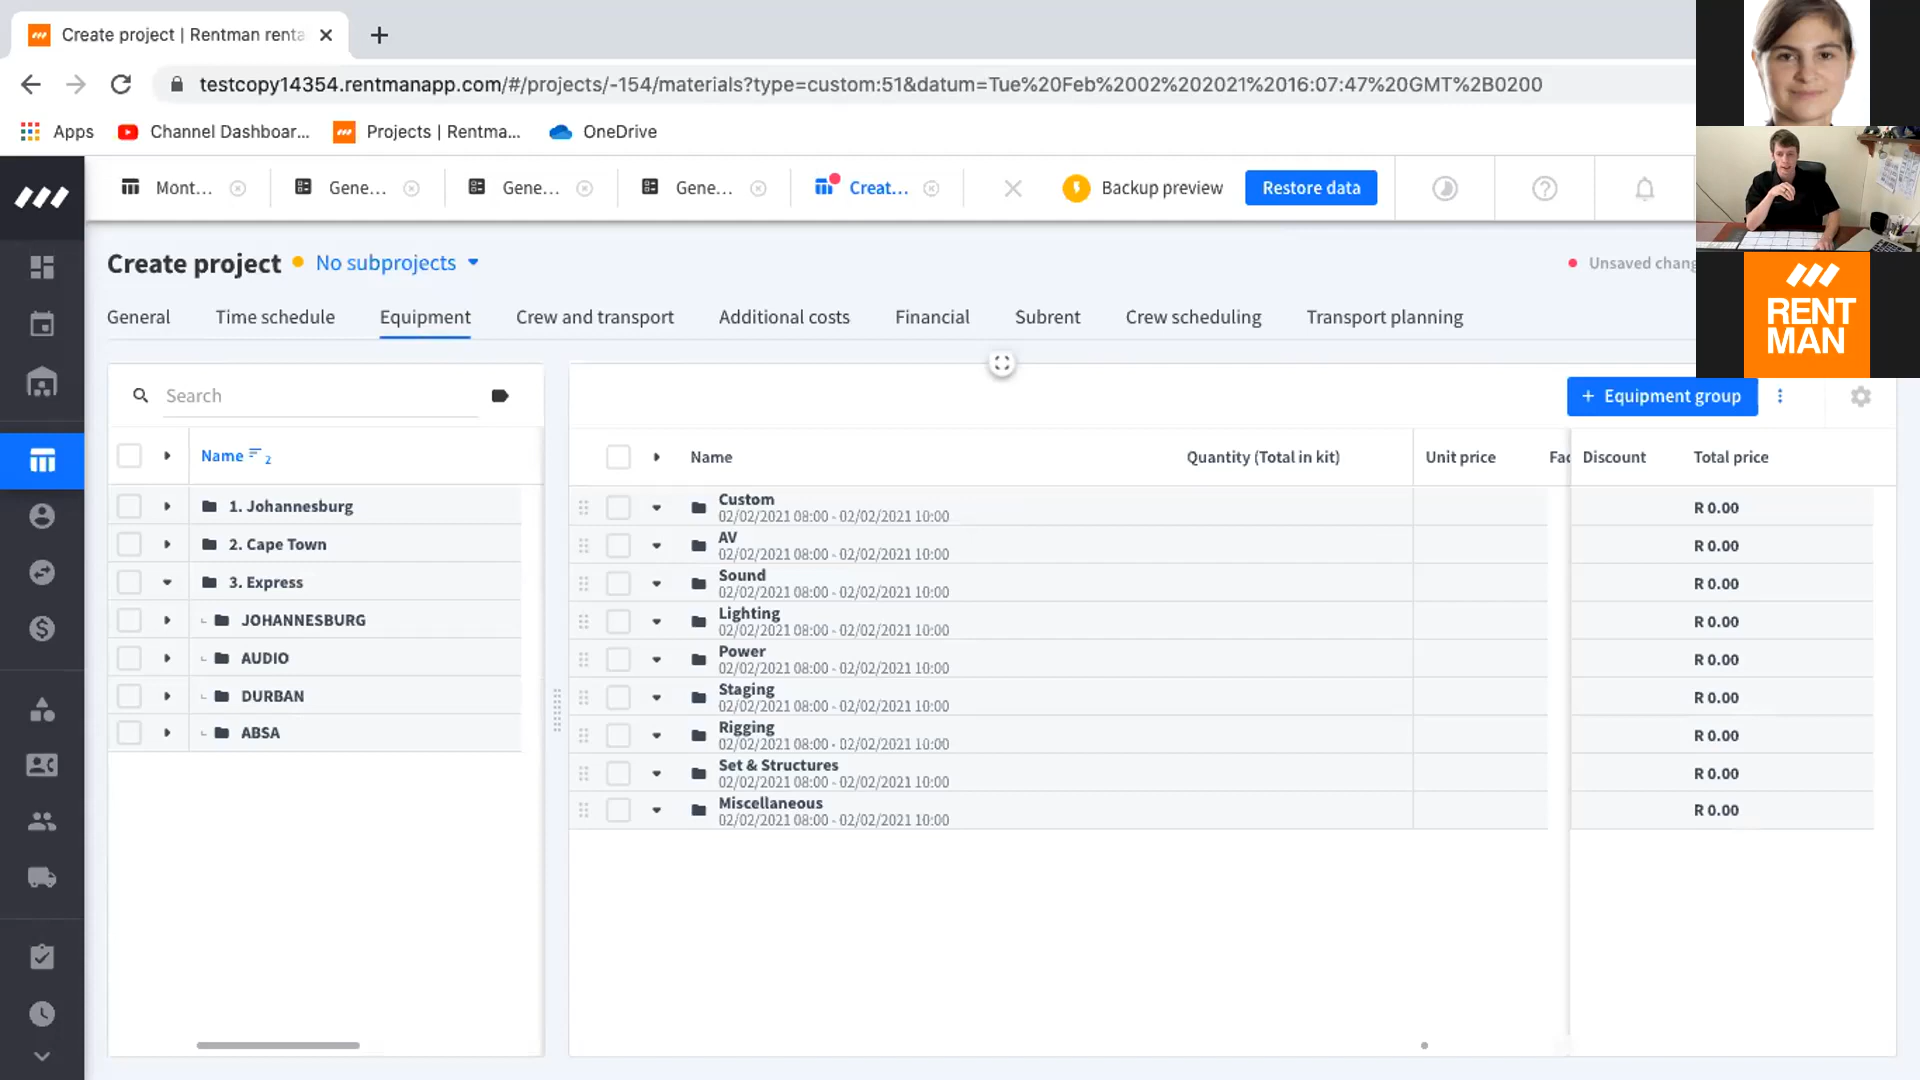 Create project | Rentman renta
testcopy14354.rentmanapp.com/#/projects/-154/materials?type=custom:51&datum=Tue%20Feb%2002%202021%2016:07:47%20GMT%2B0200
Apps
Channel Dashboar...
Projects | Rentma...
OneDrive
Mont...
Gene...
Gene...
Gene...
Creat...
Backup preview
Restore data
Create project
No subprojects
Unsaved chang
General
Time schedule
Equipment
Crew and transport
Additional costs
Financial
Subrent
Crew scheduling
Transport planning
RENT
MAN
Search
+ Equipment group
Name 2
1. Johannesburg
2. Cape Town
3. Express
JOHANNESBURG
AUDIO
DURBAN
ABSA
Name
Quantity (Total in kit)
Unit price
Fac
Discount
Total price
Custom
02/02/2021 08:00 - 02/02/2021 10:00
R 0.00
AV
02/02/2021 08:00 - 02/02/2021 10:00
R 0.00
Sound
02/02/2021 08:00 - 02/02/2021 10:00
R 0.00
Lighting
02/02/2021 08:00 - 02/02/2021 10:00
R 0.00
Power
02/02/2021 08:00 - 02/02/2021 10:00
R 0.00
Staging
02/02/2021 08:00 - 02/02/2021 10:00
R 0.00
Rigging
02/02/2021 08:00 - 02/02/2021 10:00
R 0.00
Set & Structures
02/02/2021 08:00 - 02/02/2021 10:00
R 0.00
Miscellaneous
02/02/2021 08:00 - 02/02/2021 10:00
R 0.00